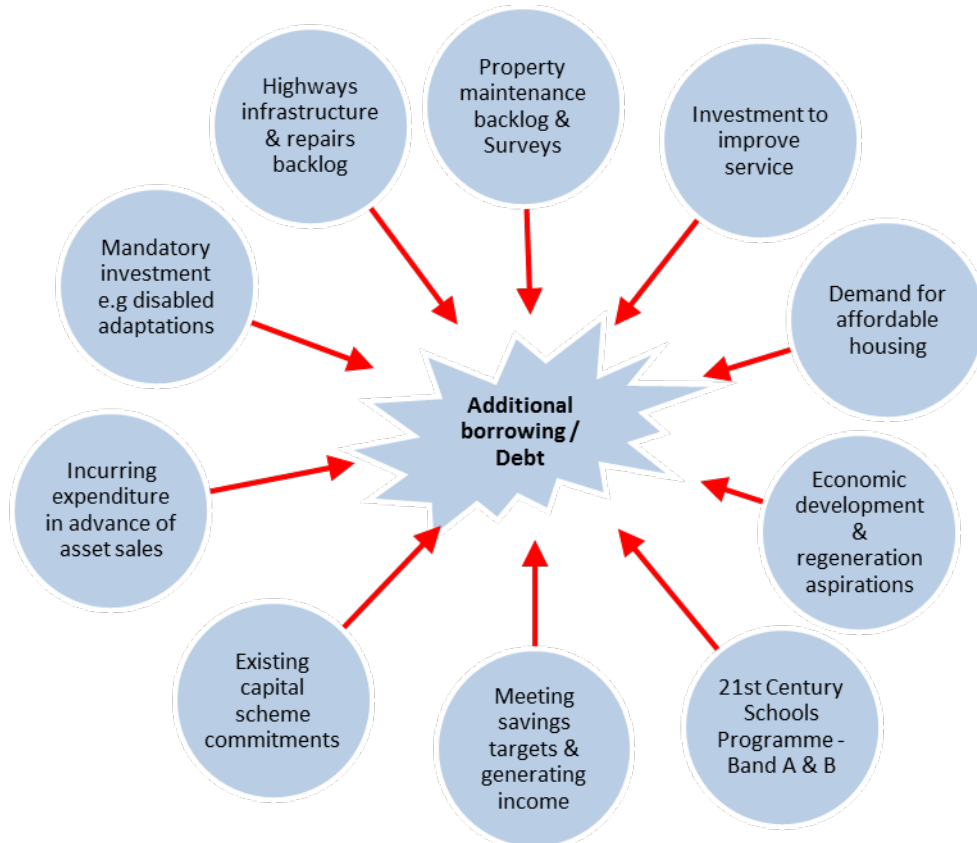 Property
maintenance
backlog &
Surveys
Highways
infrastructure
& repairs
backlog
Investment to
improve
service
Mandatory
investment
e.g disabled
adaptations
Demand for
affordable
housing
Additional
borrowing /
Debt
Incurring
expenditure
in advance of
asset sales
Economic
development
&
regeneration
aspirations
Existing
capital
scheme
commitments
Meeting
savings
targets &
generating
income
21st Century
Schools
Programme -
Band A & B